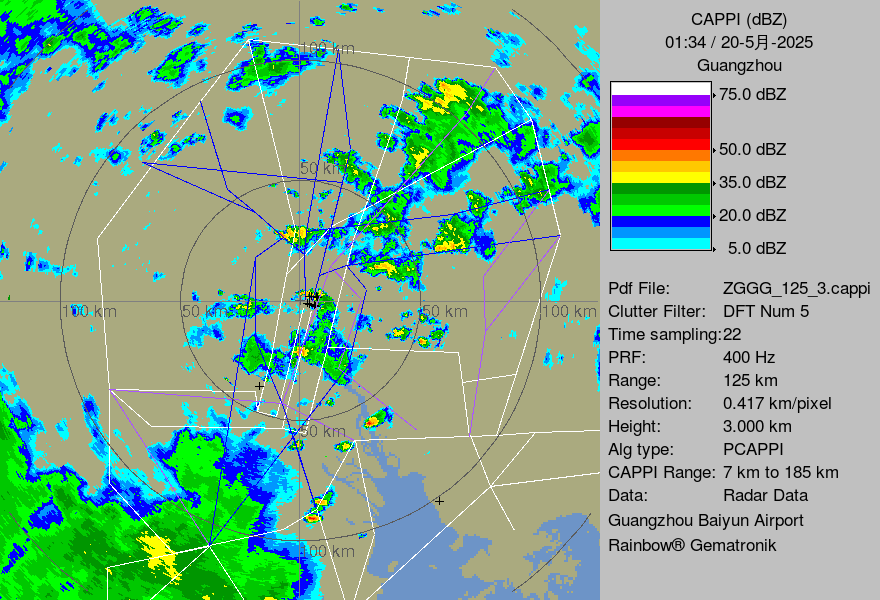 CAPPI (dBZ)
01:34 / 20-5月-2025
Guangzhou
75.0 dBZ
50.0 dBZ
35.0 dBZ
20.0 dBZ
5.0 dBZ
Pdf File: ZGGG_125_3.cappi
Clutter Filter: DFT Num 5
Time sampling:22
PRF: 400 Hz
Range: 125 km
Resolution: 0.417 km/pixel
Height: 3.000 km
Alg type: PCAPPI
CAPPI Range: 7 km to 185 km
Data: Radar Data
Guangzhou Baiyun Airport
Rainbow® Gematronik
100 km
50 km
100 km 50 km 50 km 100 km
50 km
100 km